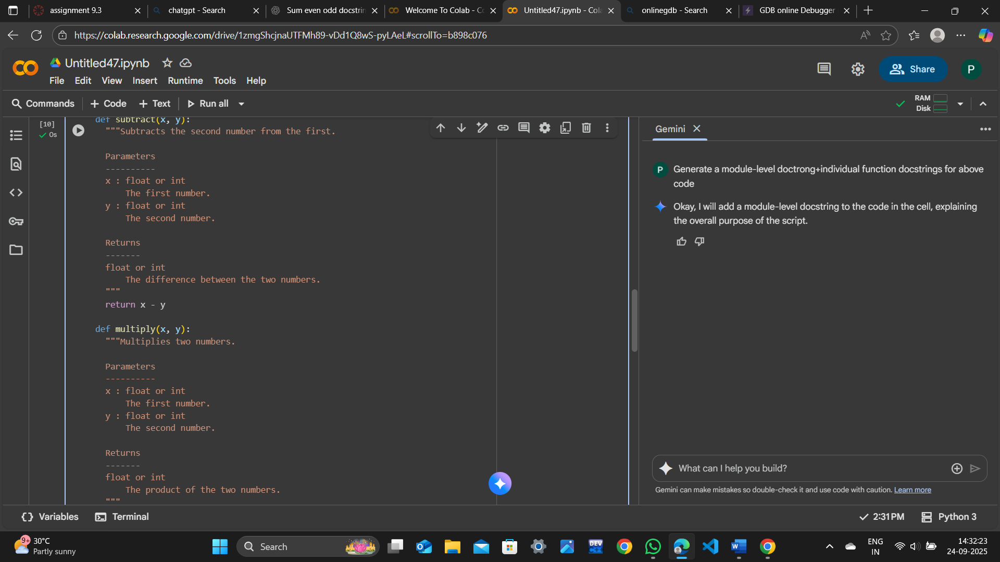 assignment 9.3
chatgpt - Search
Sum even odd docstrin
Welcome To Colab - Co
Untitled47.ipynb - Cola
onlinegdb - Search
GDB online Debugger
https://colab.research.google.com/drive/1zmgShcjnaUTFMh89-vDd1Q8wS-pyLAeL#scrollTo=b898c076
Untitled47.ipynb
File Edit View Insert Runtime Tools Help
Share
P
Commands + Code + Text Run all
RAM
Disk
[10]
0s
def subtract(x, y):
"""Subtracts the second number from the first.
Parameters
----------
x : float or int
The first number.
y : float or int
The second number.
Returns
-------
float or int
The difference between the two numbers.
"""
return x - y
def multiply(x, y):
"""Multiplies two numbers.
Parameters
----------
x : float or int
The first number.
y : float or int
The second number.
Returns
-------
float or int
The product of the two numbers.
"""
Gemini
P
Generate a module-level doctrong+individual function docstrings for above
code
Okay, I will add a module-level docstring to the code in the cell, explaining
the overall purpose of the script.
What can I help you build?
Gemini can make mistakes so double-check it and use code with caution. Learn more
Variables
Terminal
2:31 PM
Python 3
9+
30°C
Partly sunny
Search
DEV
C++
W
ENG
IN
14:32:23
24-09-2025